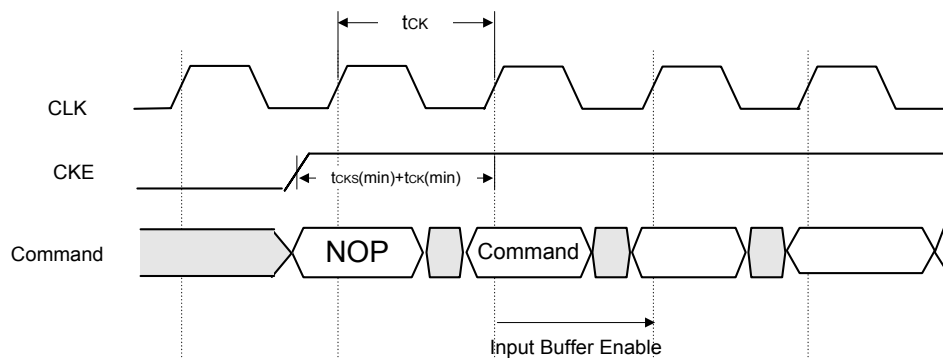 tCK
CLK
CKE
tCKS(min)+tCK(min)
Command
NOP
Command
Input Buffer Enable